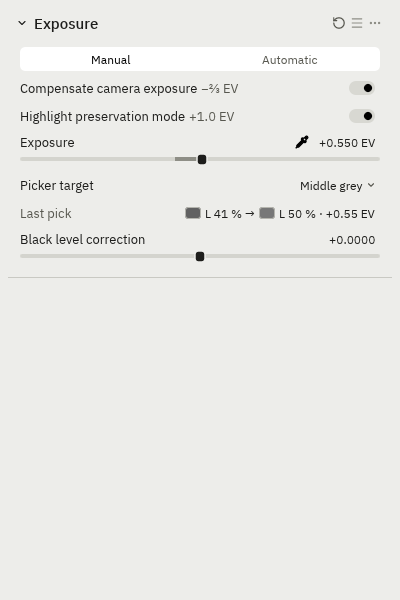 Exposure
Manual Automatic
Compensate camera exposure −⅔ EV
Highlight preservation mode +1.0 EV
Exposure +0.550 EV
Picker target Middle grey
Last pick L 41 % → L 50 % · +0.55 EV
Black level correction +0.0000